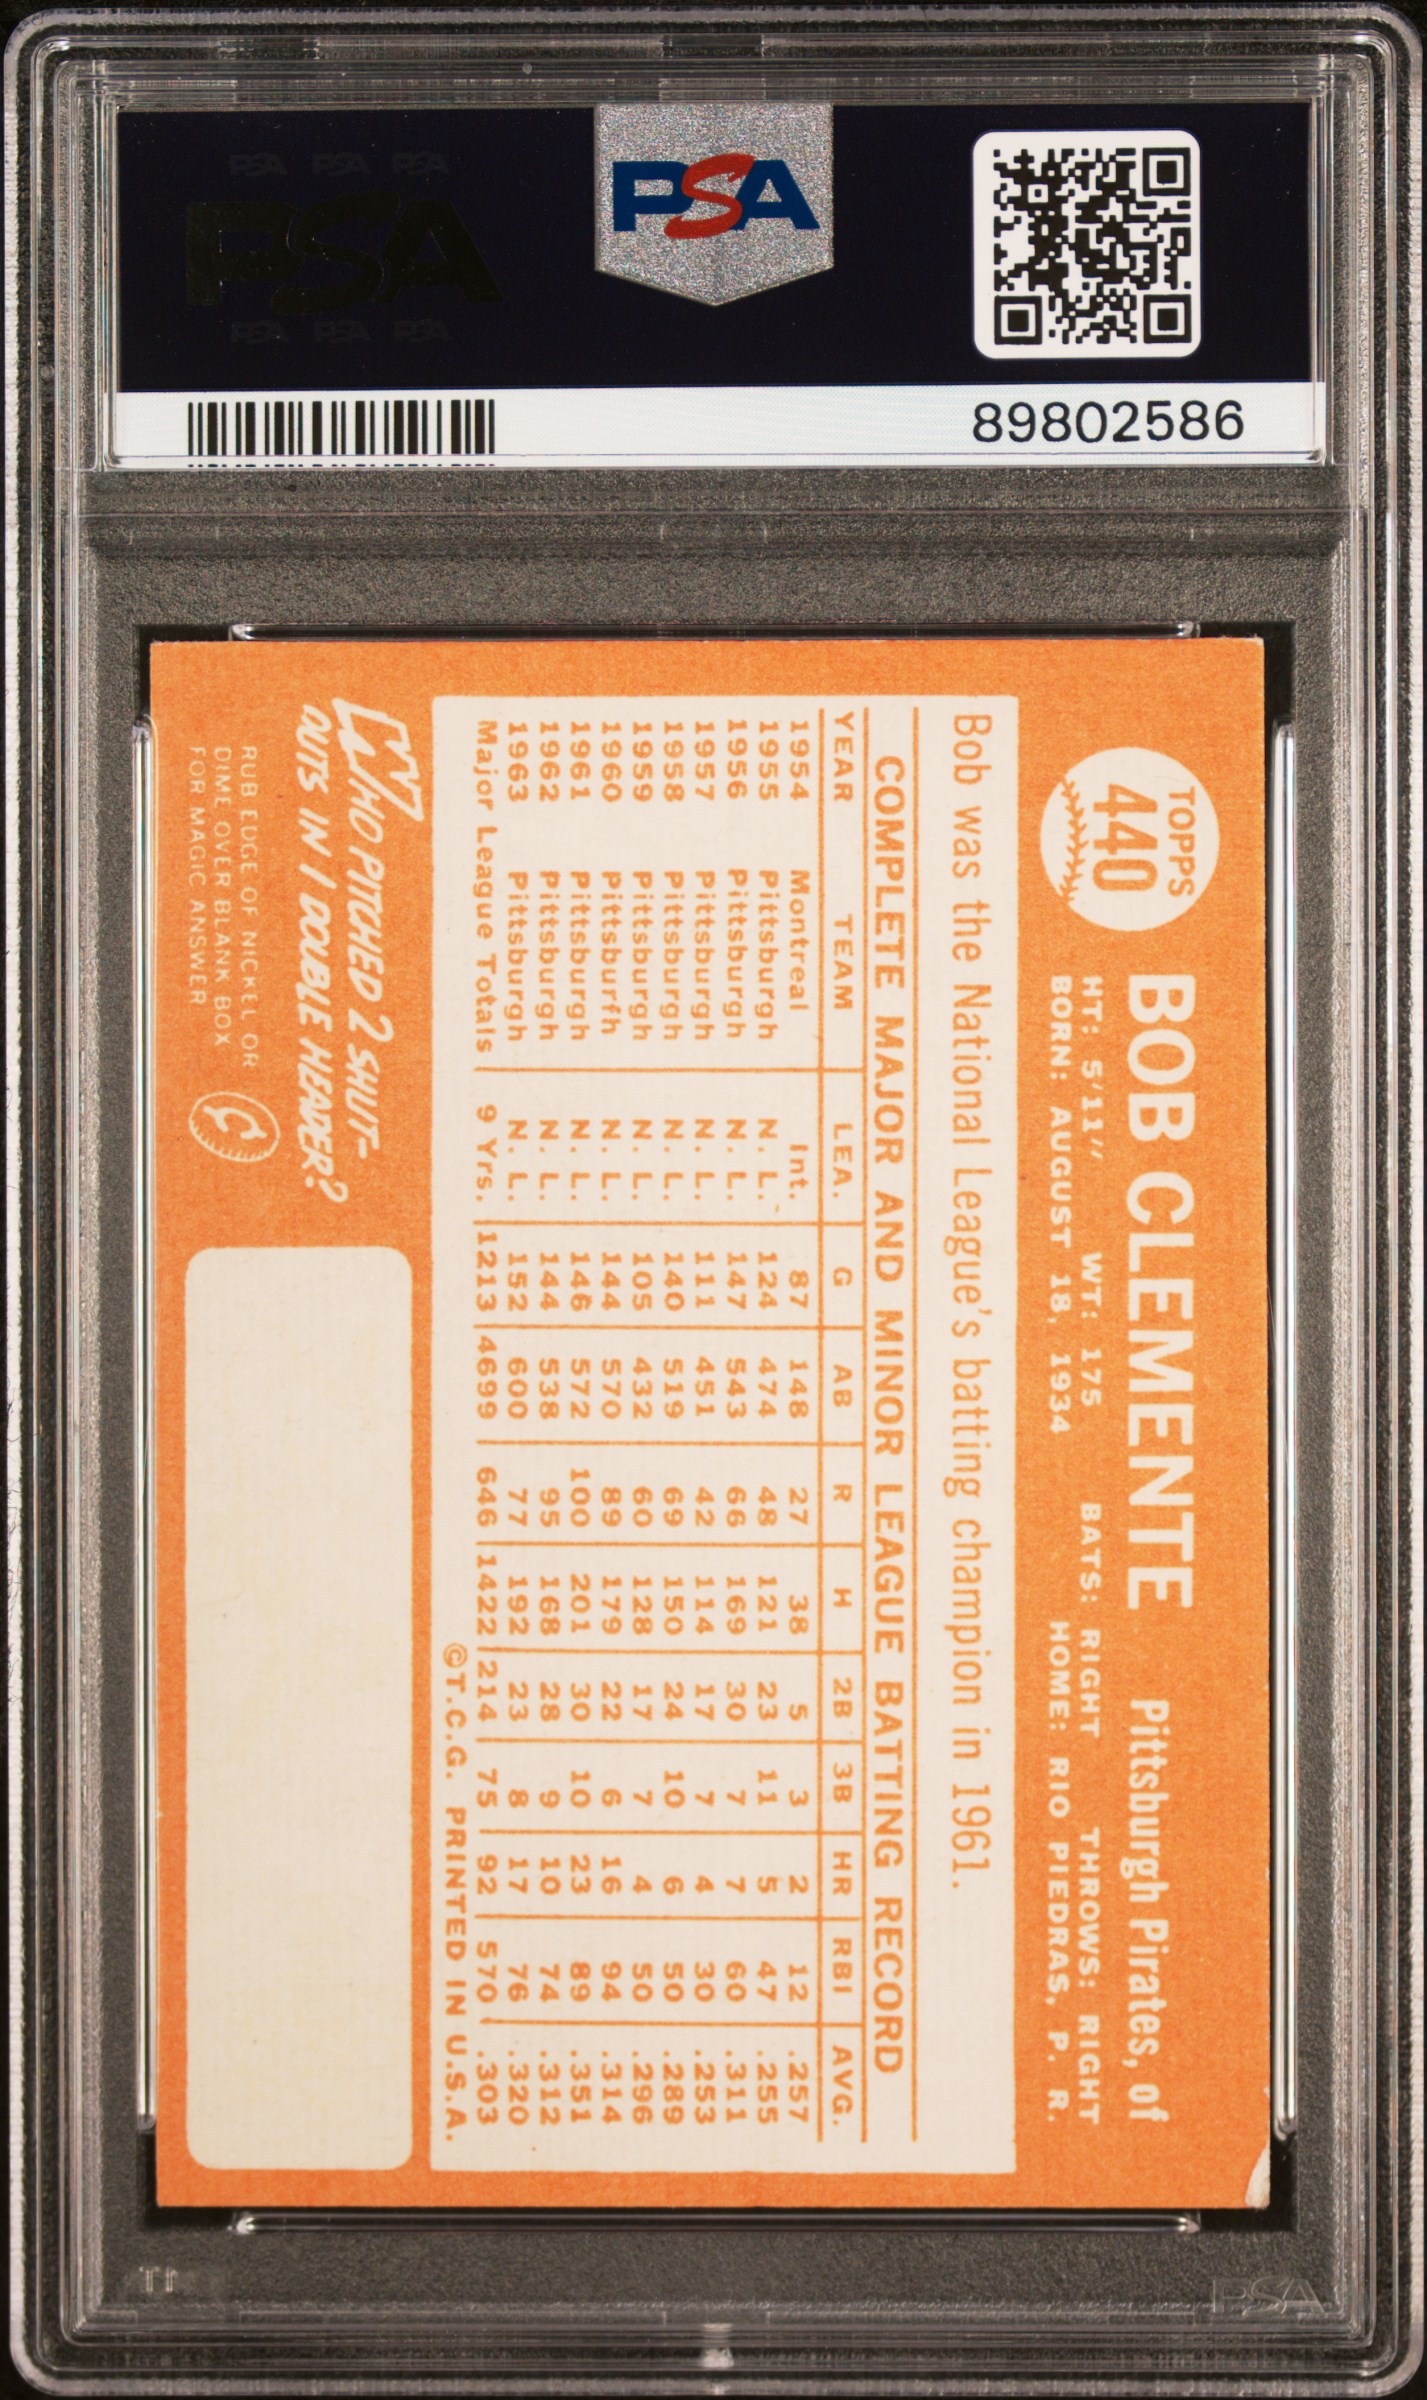 PSA PSA PSA
PSA
PSA PSA PSA
PSA
89802586
TOPPS
440
BOB CLEMENTE Pittsburgh Pirates, of
HT: 5'11" WT: 175 BATS: RIGHT THROWS: RIGHT
BORN: AUGUST 18, 1934 HOME: RIO PIEDRAS, P. R.
Bob was the National League's batting champion in 1961.
COMPLETE MAJOR AND MINOR LEAGUE BATTING RECORD
YEAR TEAM LEA. G AB R H 2B 3B HR RBI AVG.
1954 Montreal Int. 87 148 27 38 5 3 2 12 .257
1955 Pittsburgh N. L. 124 474 48 121 23 11 5 47 .255
1956 Pittsburgh N. L. 147 543 66 169 30 7 7 60 .311
1957 Pittsburgh N. L. 111 451 42 114 17 7 4 30 .253
1958 Pittsburgh N. L. 140 519 69 150 24 10 6 50 .289
1959 Pittsburgh N. L. 105 432 60 128 17 7 4 50 .296
1960 Pittsburfh N. L. 144 570 89 179 22 6 16 94 .314
1961 Pittsburgh N. L. 146 572 100 201 30 10 23 89 .351
1962 Pittsburgh N. L. 144 538 95 168 28 9 10 74 .312
1963 Pittsburgh N. L. 152 600 77 192 23 8 17 76 .320
Major League Totals 9 Yrs. 1213 4699 646 1422 214 75 92 570 .303
©T.C.G. PRINTED IN U.S.A.
WHO PITCHED 2 SHUT-
OUTS IN 1 DOUBLE HEADER?
RUB EDGE OF NICKEL OR
DIME OVER BLANK BOX
FOR MAGIC ANSWER
PSA